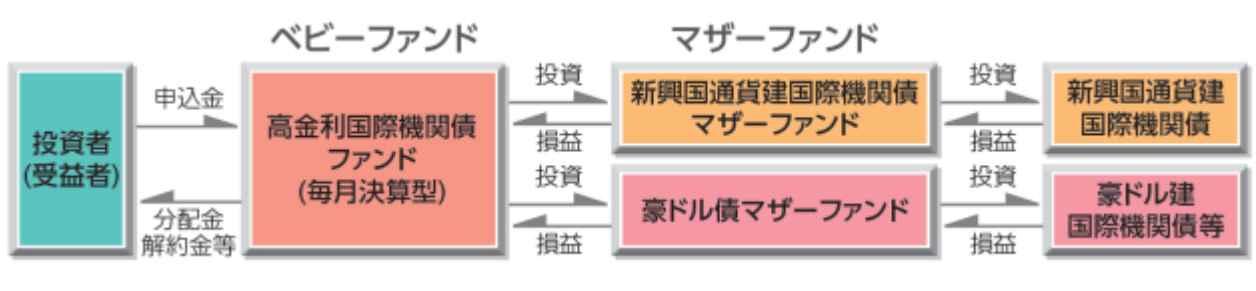 ベビーファンド
マザーファンド
投資者
(受益者)
申込金
分配金
解約金等
高金利国際機関債
ファンド
(毎月決算型)
投資
損益
投資
損益
新興国通貨建国際機関債
マザーファンド
豪ドル債マザーファンド
投資
損益
投資
損益
新興国通貨建
国際機関債
豪ドル建
国際機関債等